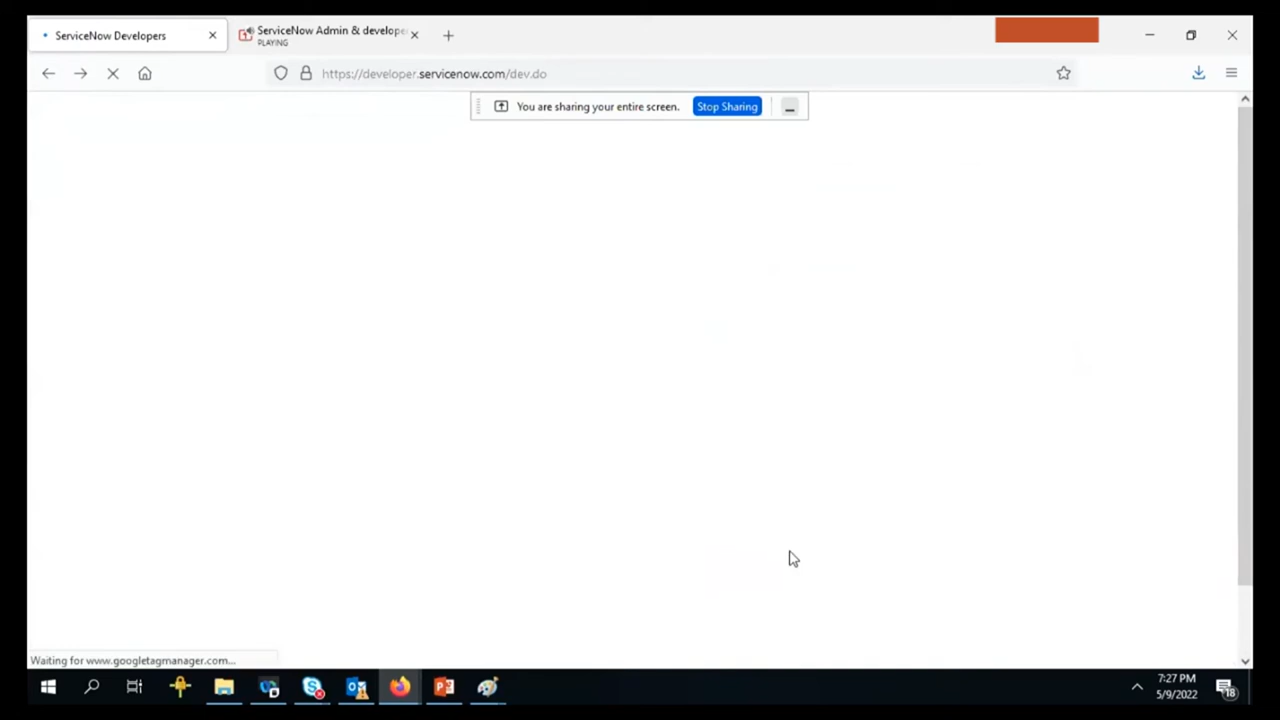 ServiceNow Developers
ServiceNow Admin & develope
PLAYING
https://developer.servicenow.com/dev.do
You are sharing your entire screen.
Stop Sharing
Waiting for www.googletagmanager.com...
7:27 PM
5/9/2022
18